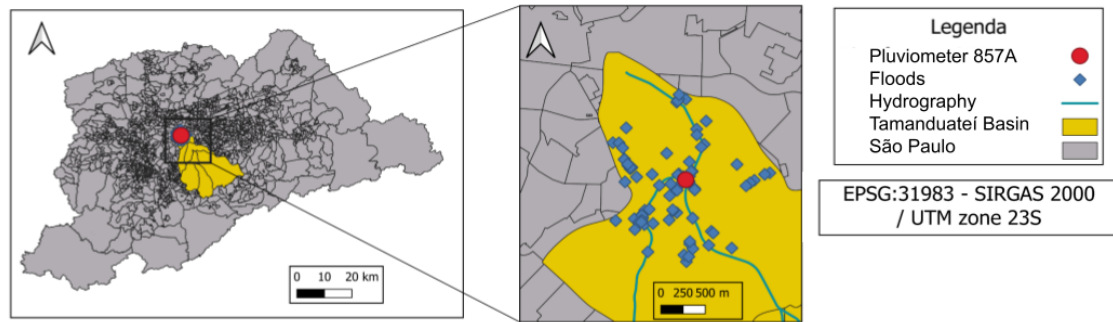 0 10 20 km
0 250 500 m
Legenda
Pluviometer 857A
Floods
Hydrography
Tamanduateí Basin
São Paulo
EPSG:31983 - SIRGAS 2000
/ UTM zone 23S